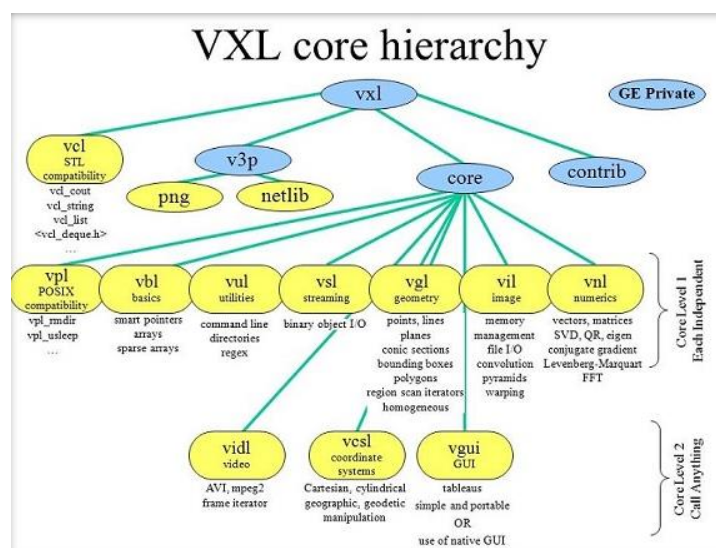 VXL core hierarchy
vxl
GE Private
vcl
STL
compatibility
vcl_cout
vcl_string
vcl_list
<vcl_deque.h>
...
v3p
png
netlib
core
contrib
vpl
POSIX
compatibility
vpl_rmdir
vpl_usleep
...
vbl
basics
smart pointers
arrays
sparse arrays
vul
utilities
command line
directories
regex
vsl
streaming
binary object I/O
vgl
geometry
points, lines
planes
conic sections
bounding boxes
polygons
region scan iterators
homogeneous
vil
image
memory
management
file I/O
convolution
pyramids
warping
vnl
numerics
vectors, matrices
SVD, QR, eigen
conjugate gradient
Levenberg-Marquart
FFT
Core Level 1
Each Independent
vidl
video
AVI, mpeg2
frame iterator
vcsl
coordinate
systems
Cartesian, cylindrical
geographic, geodetic
manipulation
vgui
GUI
tableaus
simple and portable
OR
use of native GUI
Core Level 2
Call Anything